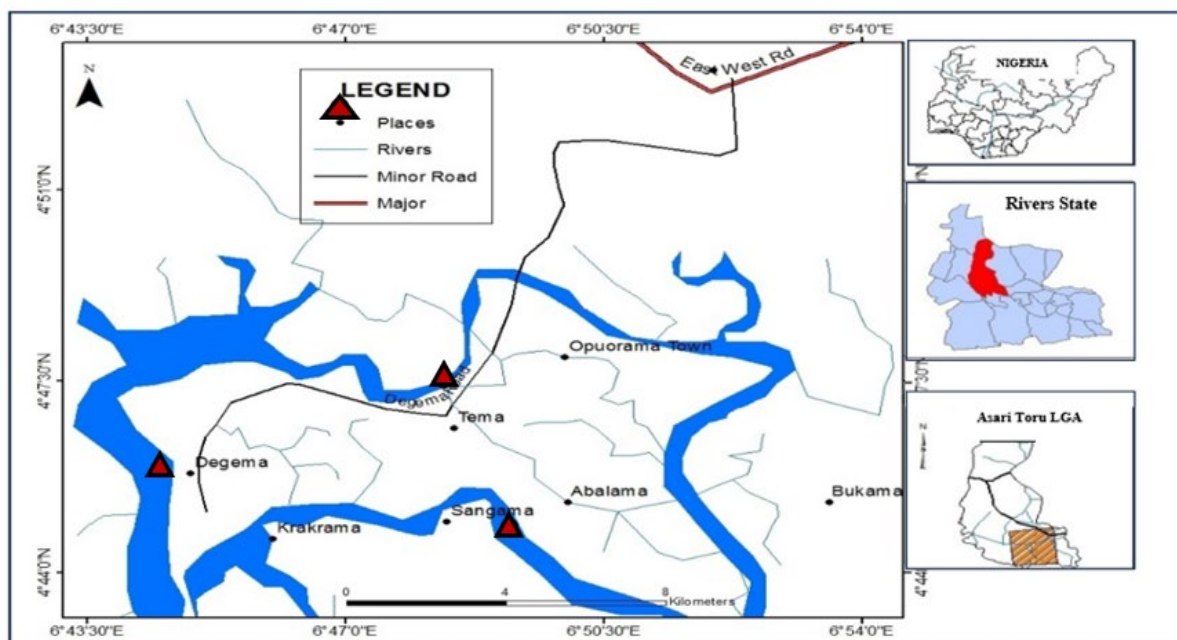 6°43'30"E 6°47'0"E 6°50'30"E 6°54'0"E
N
LEGEND
Places
Rivers
Minor Road
Major
East West Rd
4°51'0"N
4°47'30"N
Opuorama Town
Degema Road
Tema
Degema
Abalama
Bukama
Sangama
Krakrama
4°44'0"N
0 4 8
Kilometers
6°43'30"E 6°47'0"E 6°50'30"E 6°54'0"E
NIGERIA
Rivers State
Asari Toru LGA